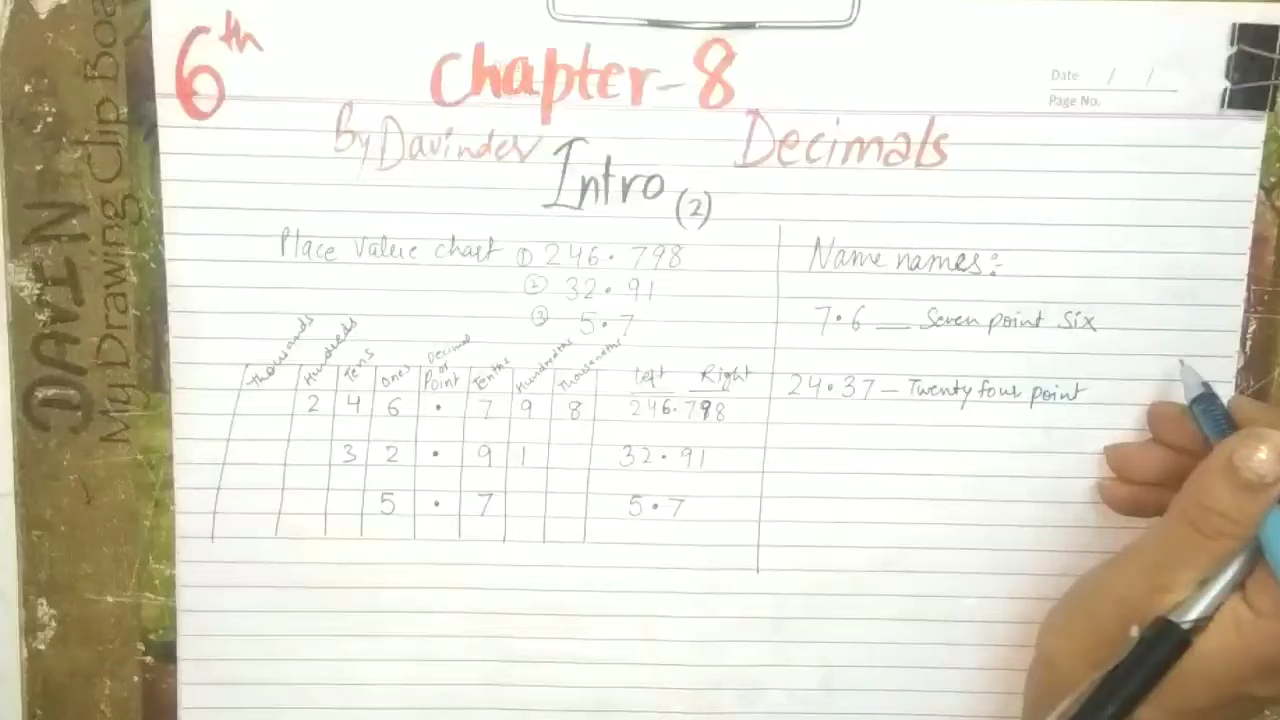 6th
Chapter-8
Date / /
Page No.
By Davinder
Decimals
Intro (2)
Place Value chart ① 246.798
② 32.91
③ 5.7
Thousands Hundreds Tens Ones Decimal or Point Tenths Hundredths Thousandths Left Right
2 4 6 . 7 9 8 246.798
3 2 . 9 1 32.91
5 . 7 5.7
Name names:-
7.6 — Seven point six
24.37 — Twenty four point
DAVIEN
My Drawing Clip Boa